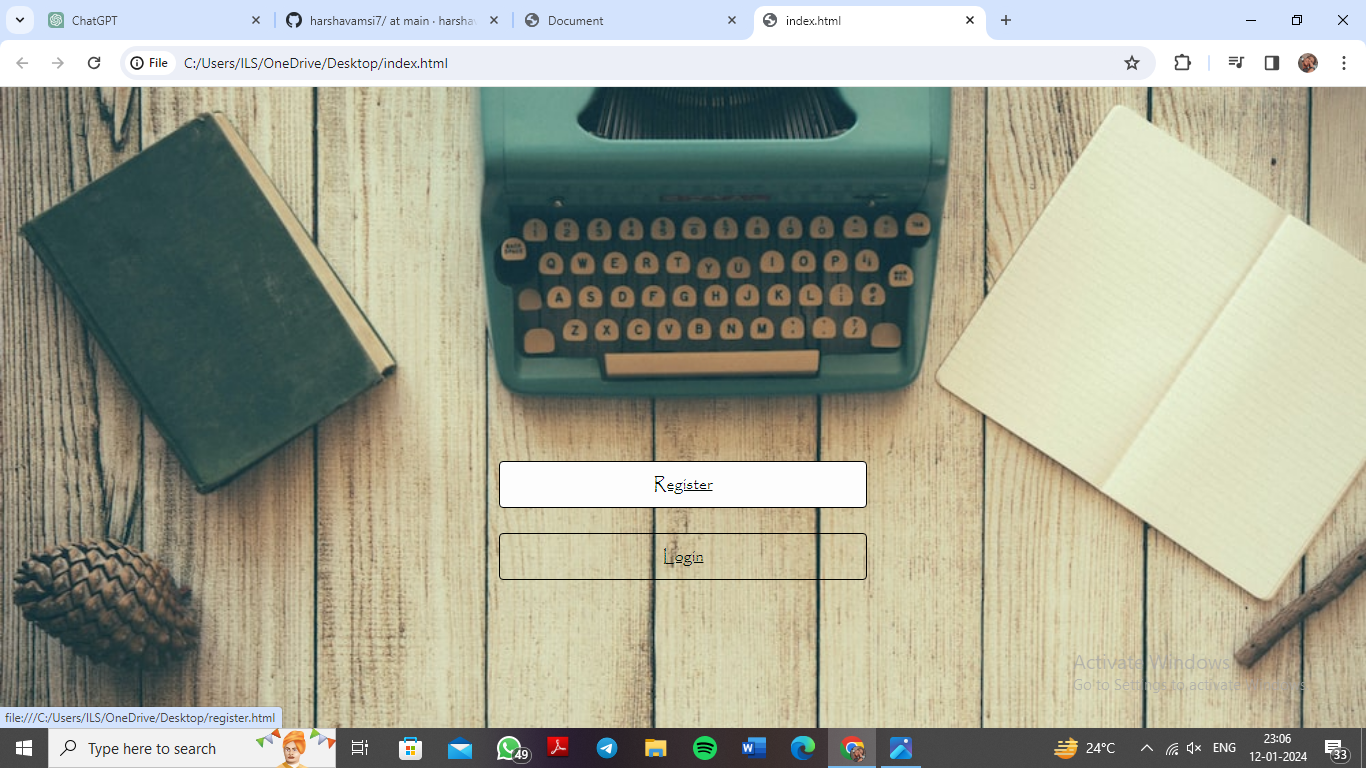 ChatGPT
harshavamsi7/ at main · harsha
Document
index.html
File
C:/Users/ILS/OneDrive/Desktop/index.html
BACK SPACE
Q W E R T Y U I O P
A S D F G H J K L
Z X C V B N M
Register
Login
Activate Windows
Go to Settings to activate Windows.
file:///C:/Users/ILS/OneDrive/Desktop/register.html
Type here to search
49
24°C
ENG
23:06
12-01-2024
33